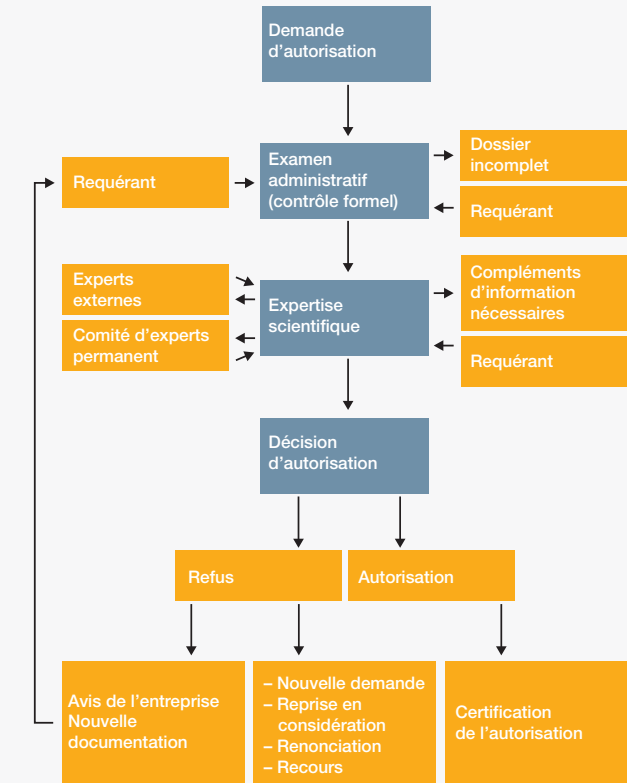 Demande
d'autorisation
Requérant
Examen
administratif
(contrôle formel)
Dossier
incomplet
Requérant
Experts
externes
Comité d'experts
permanent
Expertise
scientifique
Compléments
d'information
nécessaires
Requérant
Décision
d'autorisation
Refus
Autorisation
Avis de l'entreprise
Nouvelle
documentation
– Nouvelle demande
– Reprise en
considération
– Renonciation
– Recours
Certification
de l'autorisation